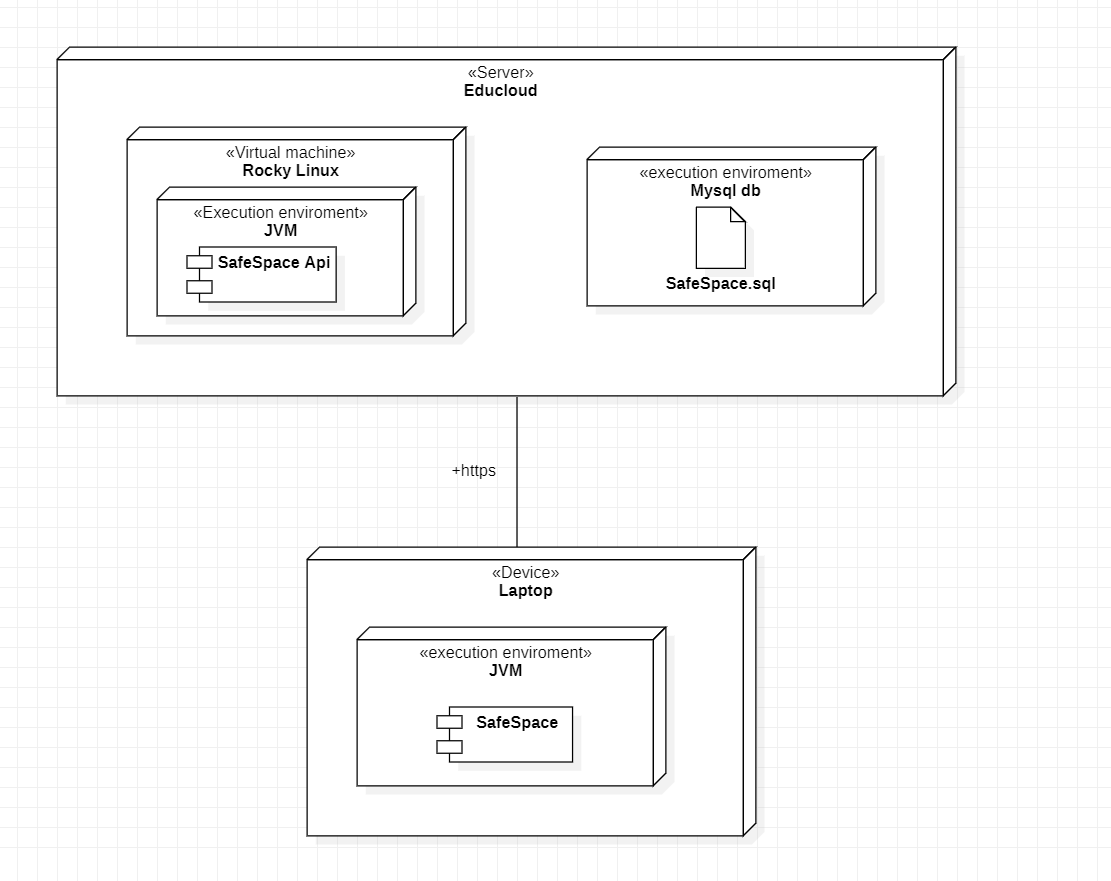 «Server»
Educloud
«Virtual machine»
Rocky Linux
«Execution enviroment»
JVM
SafeSpace Api
«execution enviroment»
Mysql db
SafeSpace.sql
+https
«Device»
Laptop
«execution enviroment»
JVM
SafeSpace